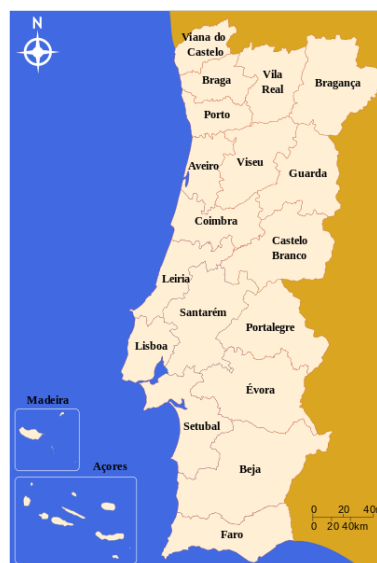 N
Viana do
Castelo
Braga
Vila
Real
Bragança
Porto
Aveiro
Viseu
Guarda
Coimbra
Castelo
Branco
Leiria
Santarém
Portalegre
Lisboa
Évora
Madeira
Setubal
Açores
Beja
0 20 40
0 20 40km
Faro